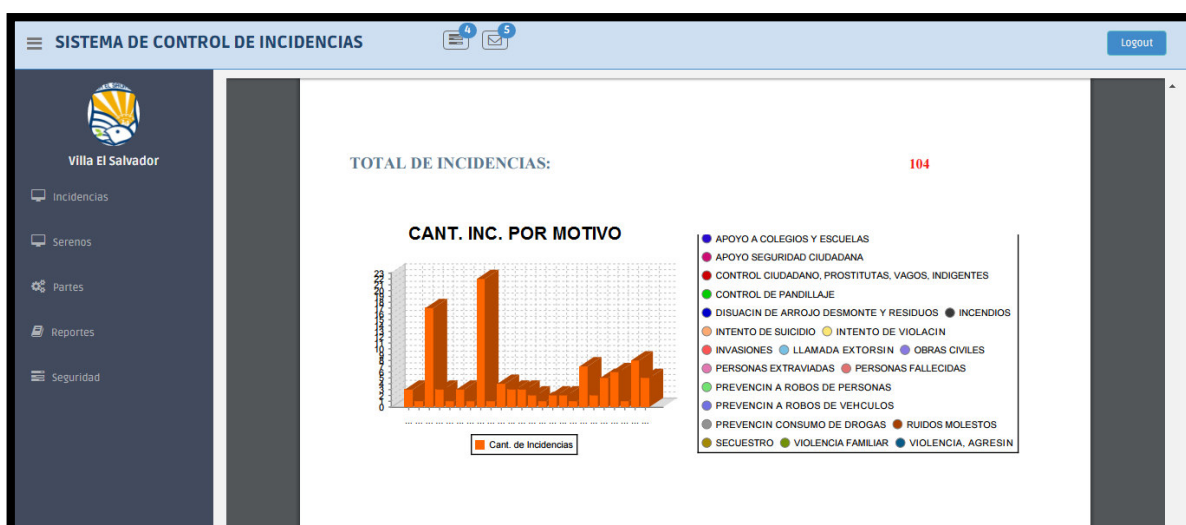 SISTEMA DE CONTROL DE INCIDENCIAS
4
5
Logout
Villa El Salvador
Incidencias
Serenos
Partes
Reportes
Seguridad
TOTAL DE INCIDENCIAS: 104
CANT. INC. POR MOTIVO
23
0
... ... ... ... ... ... ... ... ... ... ... ... ... ... ... ... ... ... ... ... ... ... ... ...
Cant. de Incidencias
APOYO A COLEGIOS Y ESCUELAS
APOYO SEGURIDAD CIUDADANA
CONTROL CIUDADANO, PROSTITUTAS, VAGOS, INDIGENTES
CONTROL DE PANDILLAJE
DISUACIN DE ARROJO DESMONTE Y RESIDUOS INCENDIOS
INTENTO DE SUICIDIO INTENTO DE VIOLACIN
INVASIONES LLAMADA EXTORSIN OBRAS CIVILES
PERSONAS EXTRAVIADAS PERSONAS FALLECIDAS
PREVENCIN A ROBOS DE PERSONAS
PREVENCIN A ROBOS DE VEHCULOS
PREVENCIN CONSUMO DE DROGAS RUIDOS MOLESTOS
SECUESTRO VIOLENCIA FAMILIAR VIOLENCIA, AGRESIN